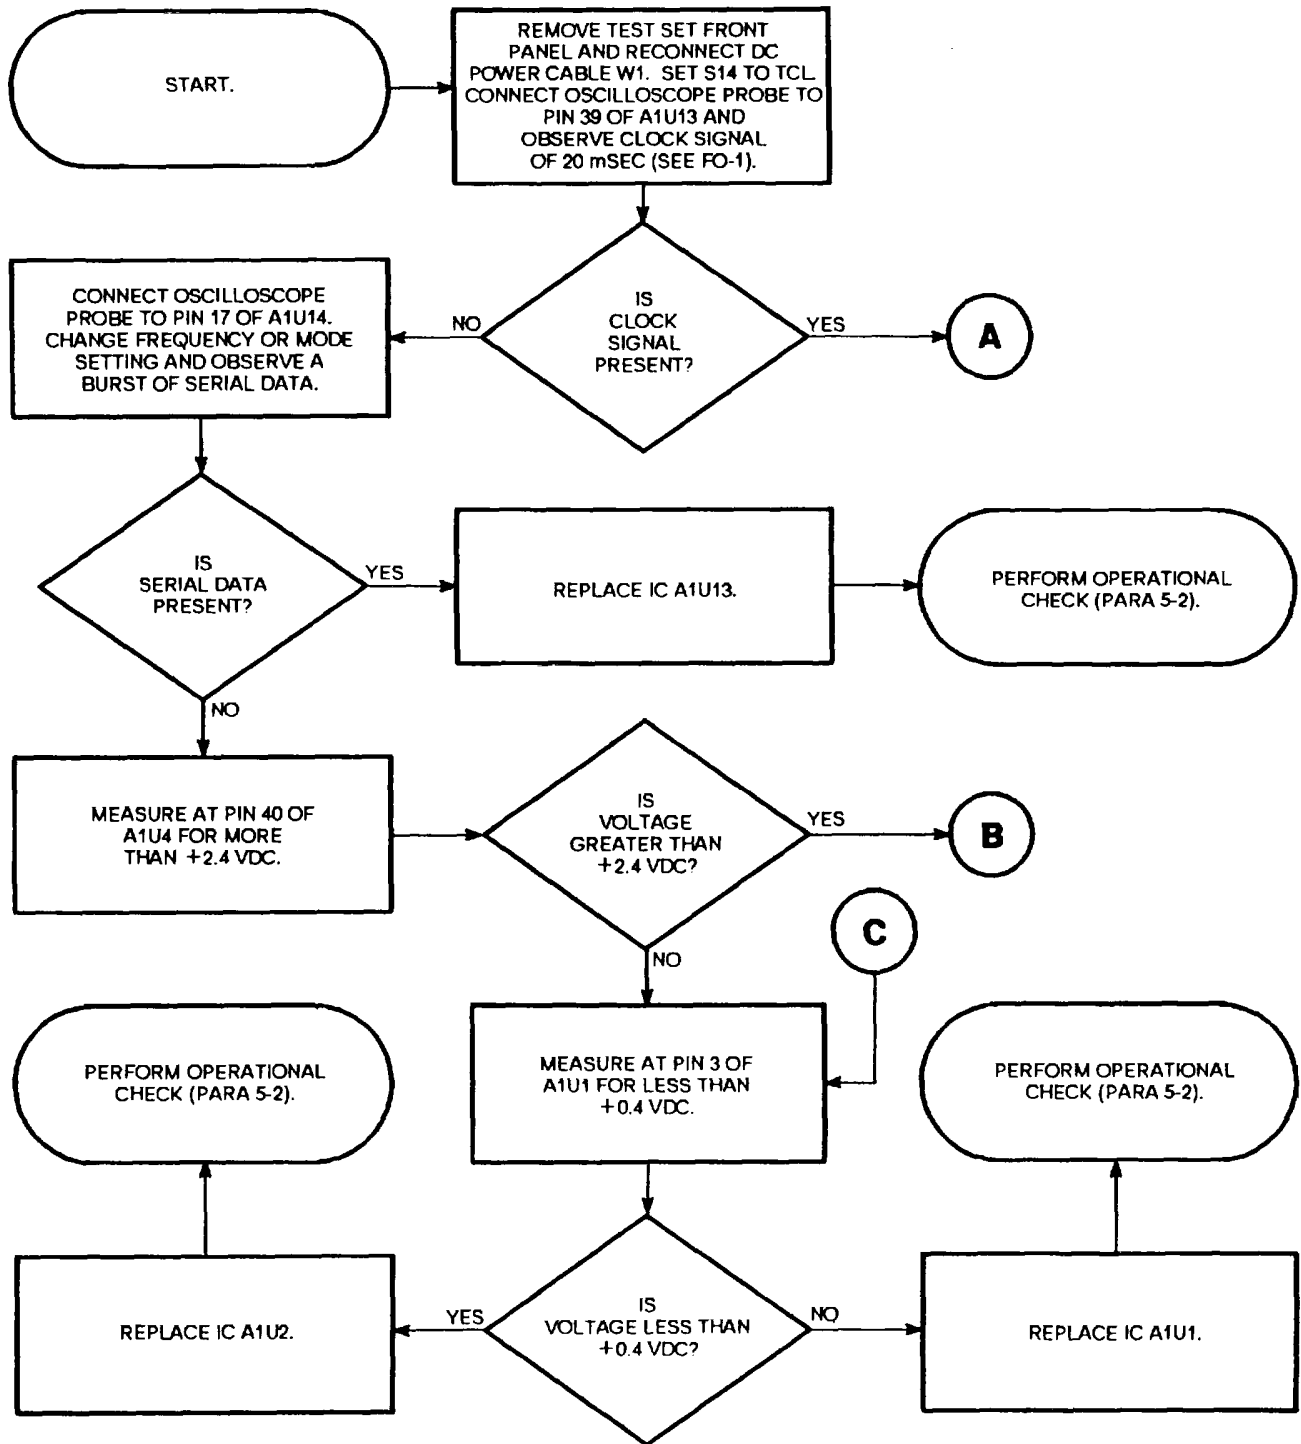 START.
REMOVE TEST SET FRONT
PANEL AND RECONNECT DC
POWER CABLE W1. SET S14 TO TCL.
CONNECT OSCILLOSCOPE PROBE TO
PIN 39 OF A1U13 AND
OBSERVE CLOCK SIGNAL
OF 20 mSEC (SEE FO-1).
CONNECT OSCILLOSCOPE
PROBE TO PIN 17 OF A1U14.
CHANGE FREQUENCY OR MODE
SETTING AND OBSERVE A
BURST OF SERIAL DATA.
NO
IS
CLOCK
SIGNAL
PRESENT?
YES
A
IS
SERIAL DATA
PRESENT?
YES
REPLACE IC A1U13.
PERFORM OPERATIONAL
CHECK (PARA 5-2).
NO
MEASURE AT PIN 40 OF
A1U4 FOR MORE
THAN +2.4 VDC.
IS
VOLTAGE
GREATER THAN
+2.4 VDC?
YES
B
NO
C
PERFORM OPERATIONAL
CHECK (PARA 5-2).
MEASURE AT PIN 3 OF
A1U1 FOR LESS THAN
+0.4 VDC.
PERFORM OPERATIONAL
CHECK (PARA 5-2).
REPLACE IC A1U2.
YES
IS
VOLTAGE LESS THAN
+0.4 VDC?
NO
REPLACE IC A1U1.